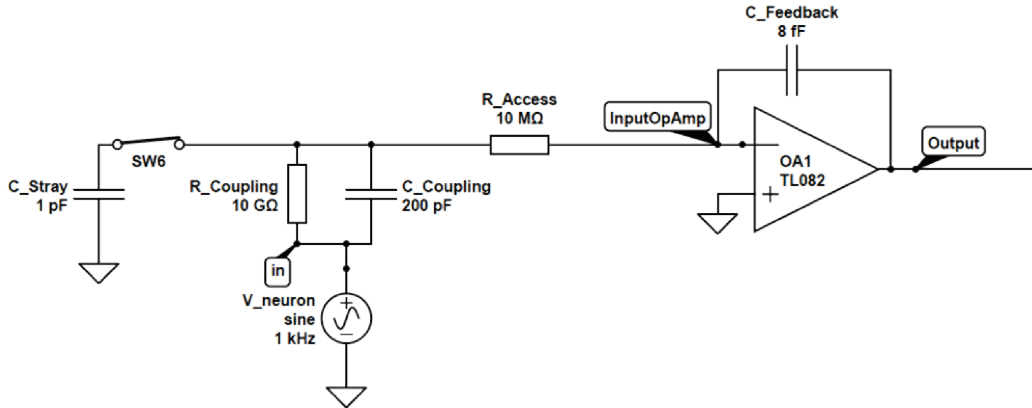 C_Feedback
8 fF
R_Access
10 MΩ
InputOpAmp
Output
SW6
OA1
TL082
C_Stray
1 pF
R_Coupling
10 GΩ
C_Coupling
200 pF
in
V_neuron
sine
1 kHz